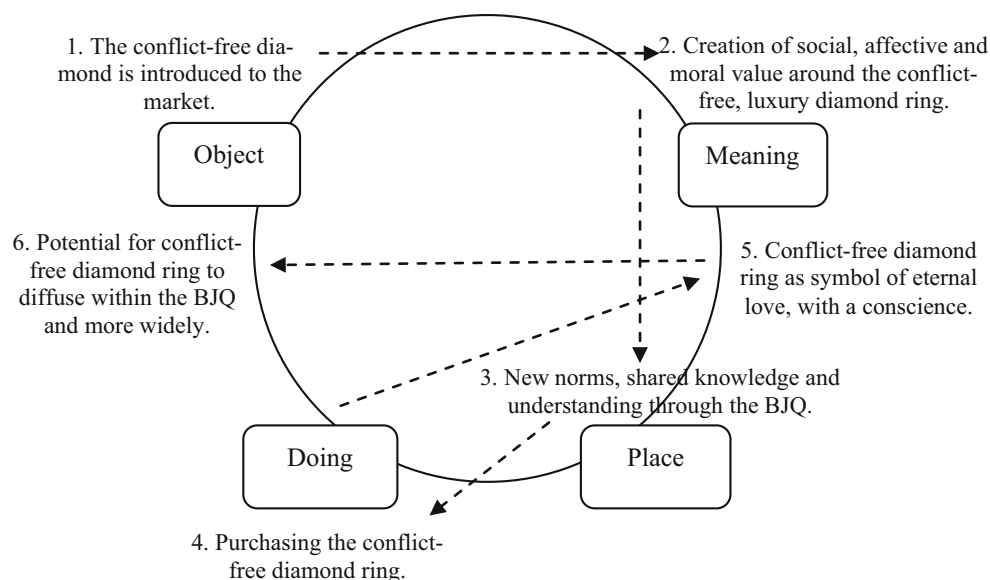 1. The conflict-free dia-
mond is introduced to the
market.
2. Creation of social, affective and
moral value around the conflict-
free, luxury diamond ring.
Object
Meaning
6. Potential for conflict-
free diamond ring to
diffuse within the BJQ
and more widely.
5. Conflict-free diamond
ring as symbol of eternal
love, with a conscience.
3. New norms, shared knowledge and
understanding through the BJQ.
Doing
Place
4. Purchasing the conflict-
free diamond ring.